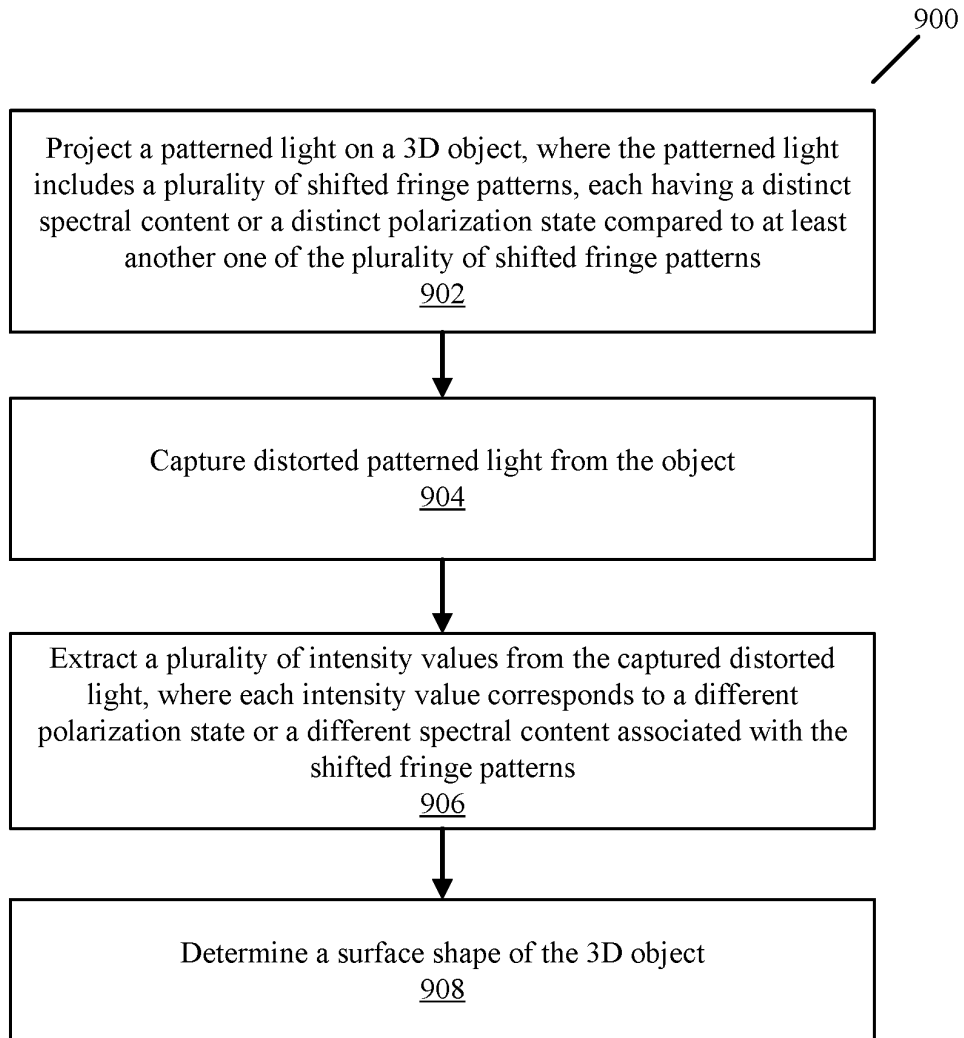 900
Project a patterned light on a 3D object, where the patterned light
includes a plurality of shifted fringe patterns, each having a distinct
spectral content or a distinct polarization state compared to at least
another one of the plurality of shifted fringe patterns
902
Capture distorted patterned light from the object
904
Extract a plurality of intensity values from the captured distorted
light, where each intensity value corresponds to a different
polarization state or a different spectral content associated with the
shifted fringe patterns
906
Determine a surface shape of the 3D object
908